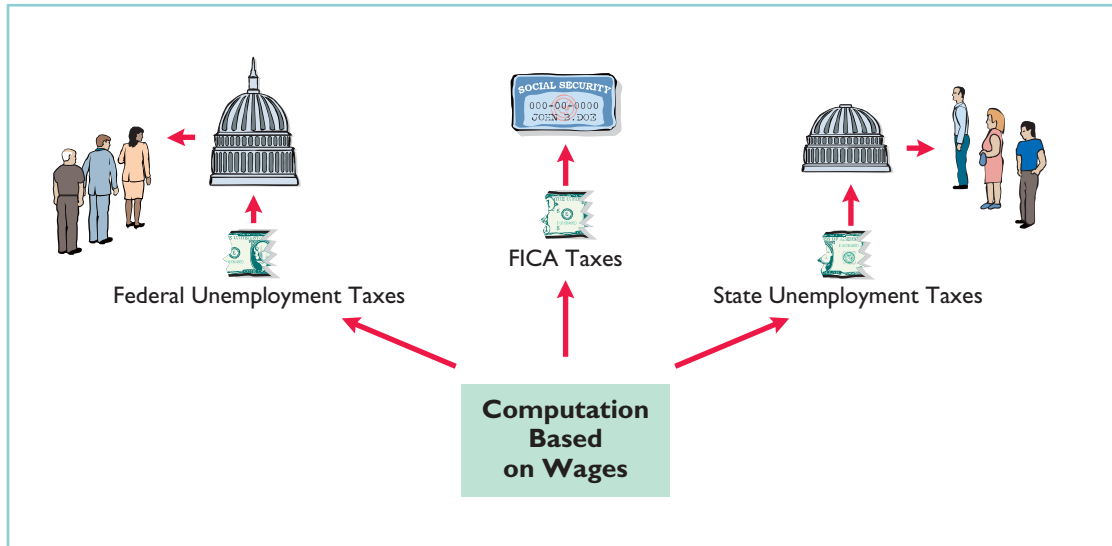 SOCIAL SECURITY
000-00-0000
JOHN B. DOE
FICA Taxes
Federal Unemployment Taxes
State Unemployment Taxes
Computation
Based
on Wages